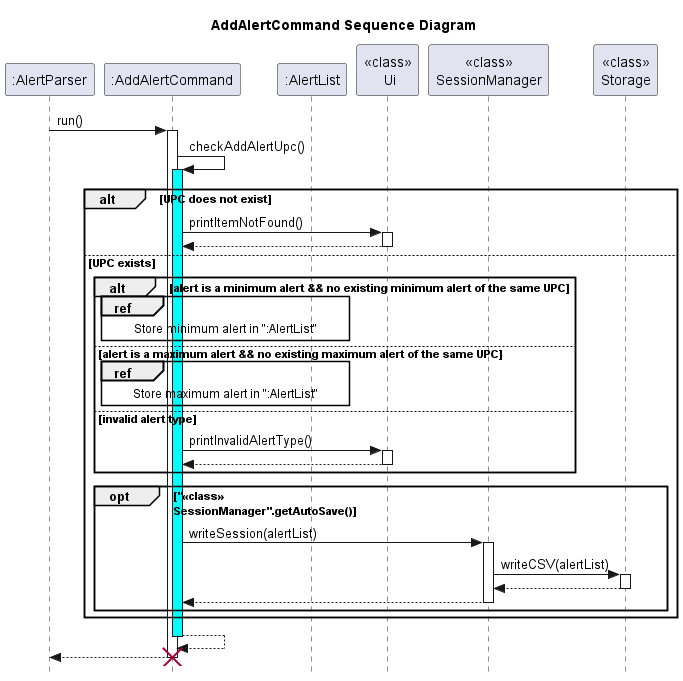 AddAlertCommand Sequence Diagram
:AlertParser
:AddAlertCommand
:AlertList
«class»
Ui
«class»
SessionManager
«class»
Storage
run()
checkAddAlertUpc()
alt
[UPC does not exist]
printItemNotFound()
[UPC exists]
alt
[alert is a minimum alert && no existing minimum alert of the same UPC]
ref
Store minimum alert in ":AlertList"
[alert is a maximum alert && no existing maximum alert of the same UPC]
ref
Store maximum alert in ":AlertList"
[invalid alert type]
printInvalidAlertType()
opt
["«class»
SessionManager".getAutoSave()]
writeSession(alertList)
writeCSV(alertList)